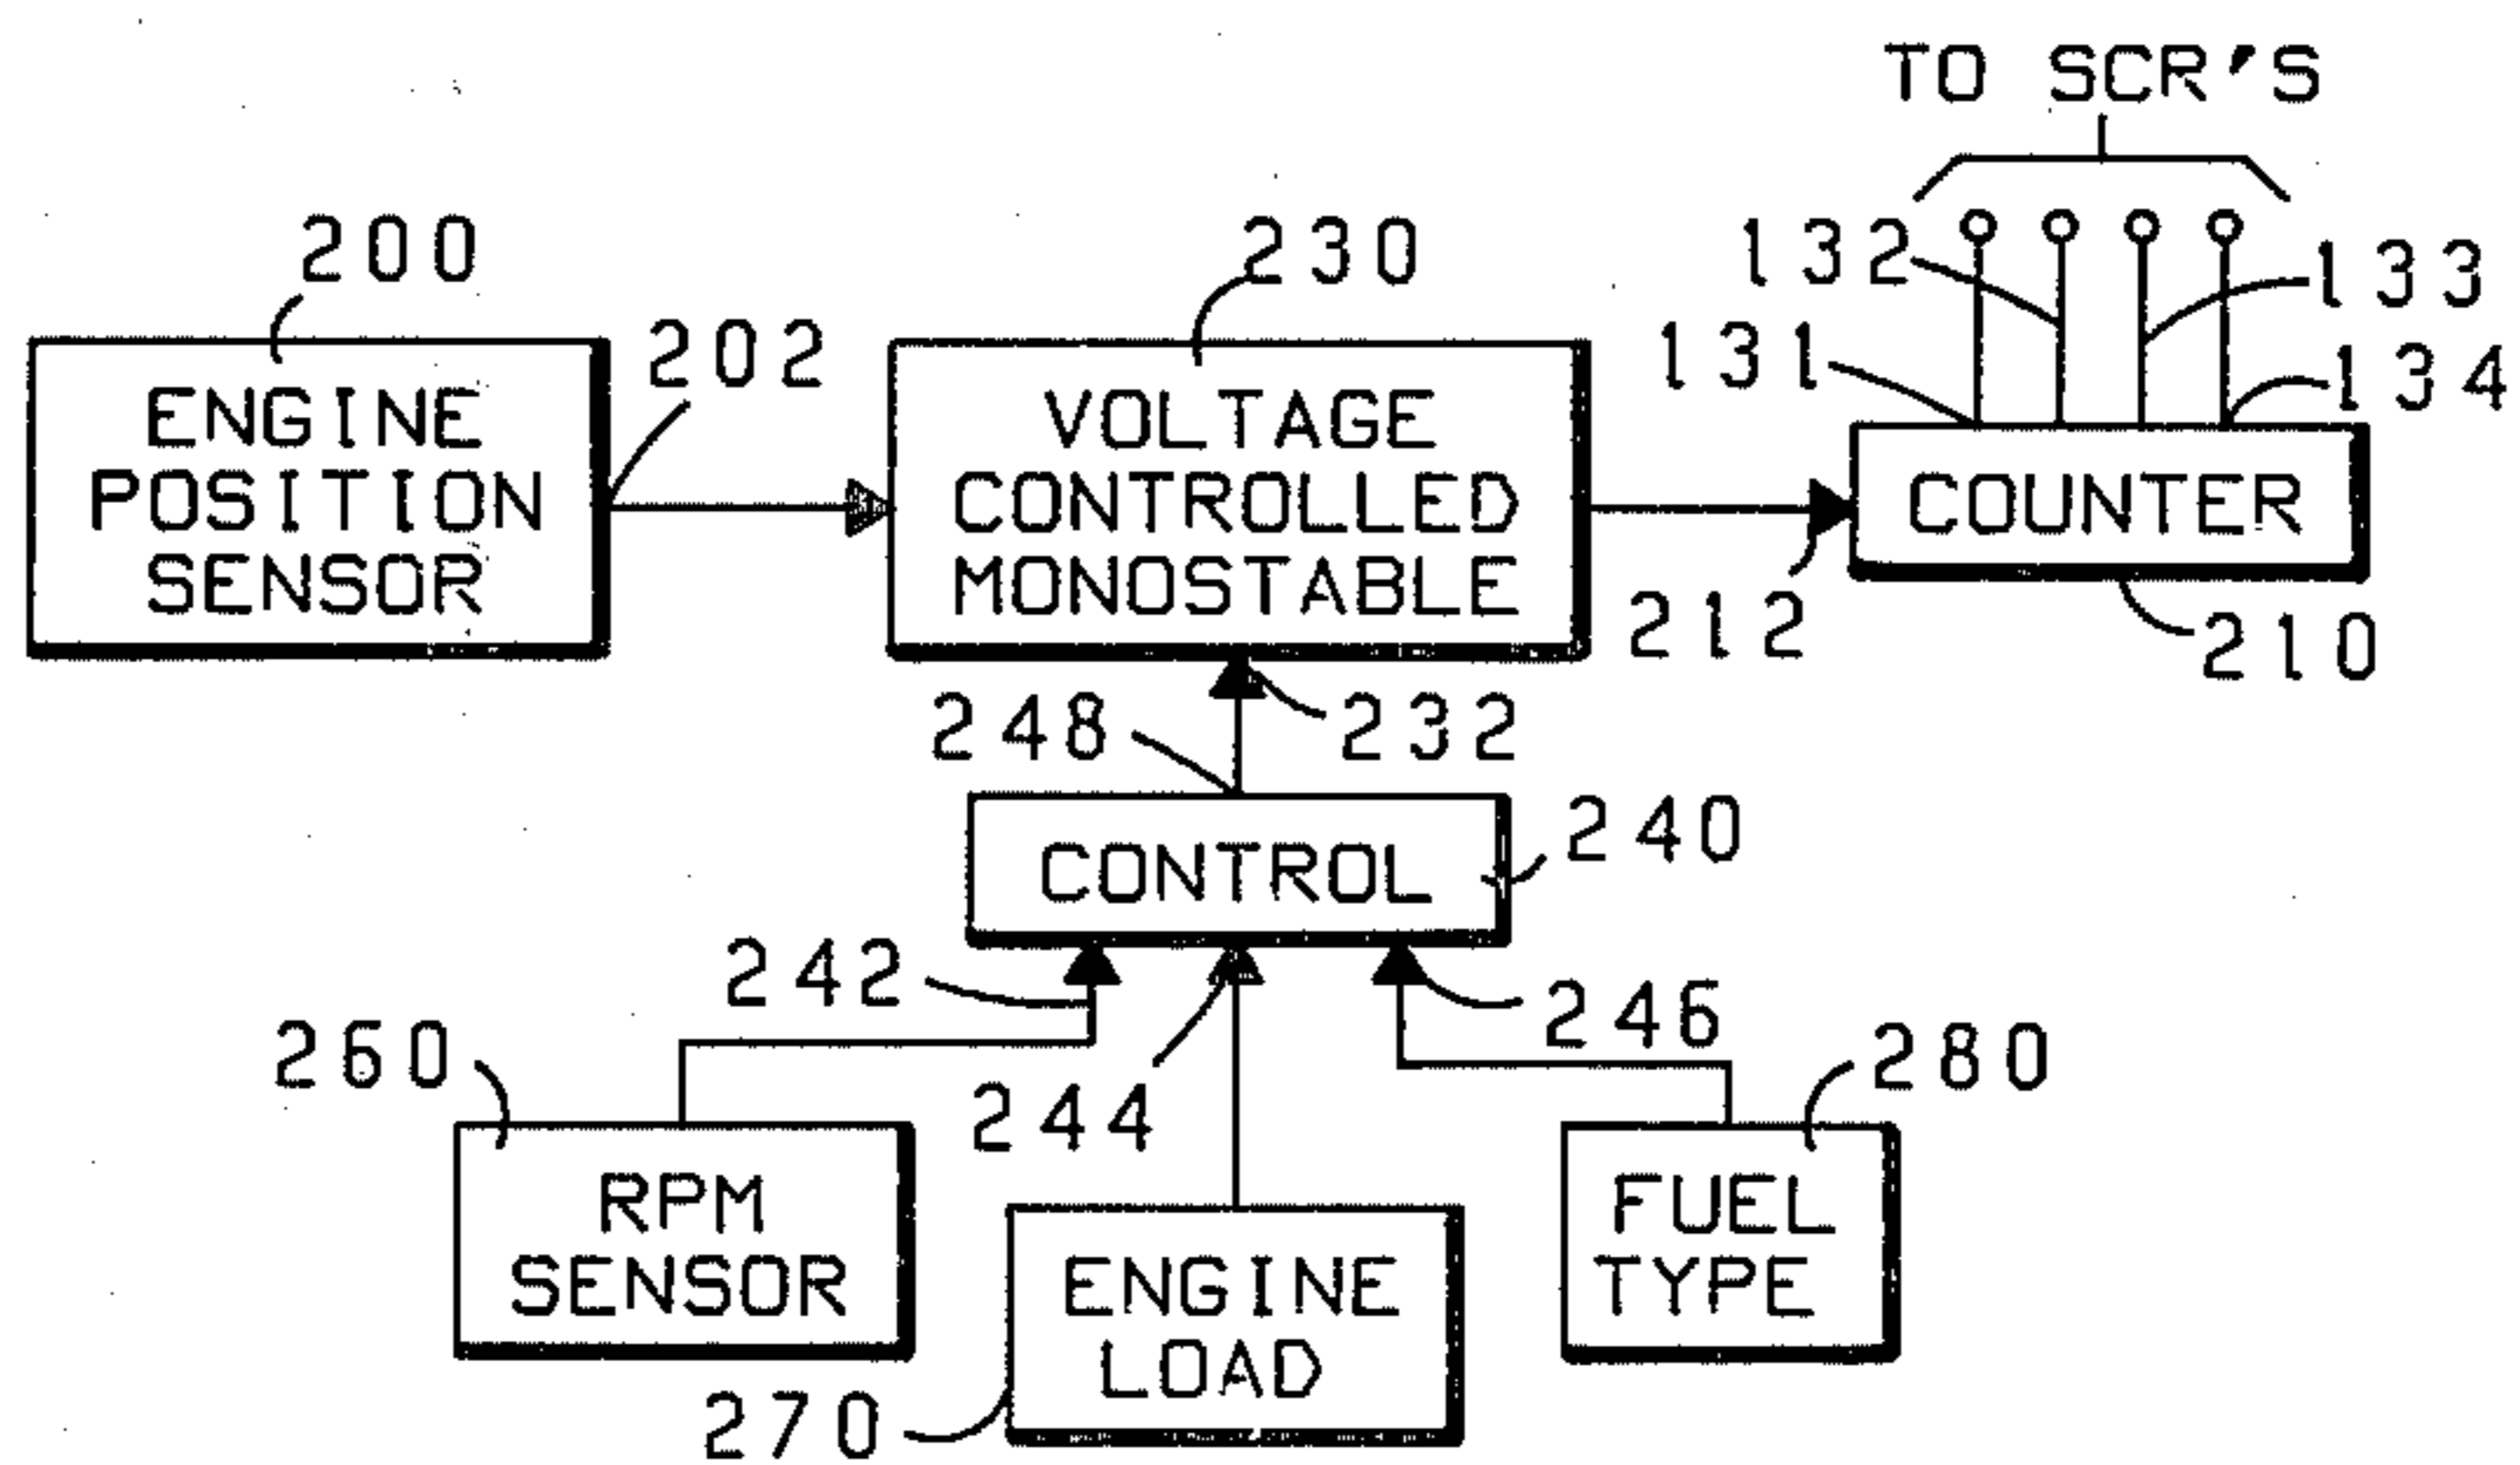 TO SCR'S
200
230
132
133
202
131
134
ENGINE
POSITION
SENSOR
VOLTAGE
CONTROLLED
MONOSTABLE
COUNTER
212
210
248
232
240
CONTROL
242
246
260
244
280
RPM
SENSOR
ENGINE
LOAD
FUEL
TYPE
270